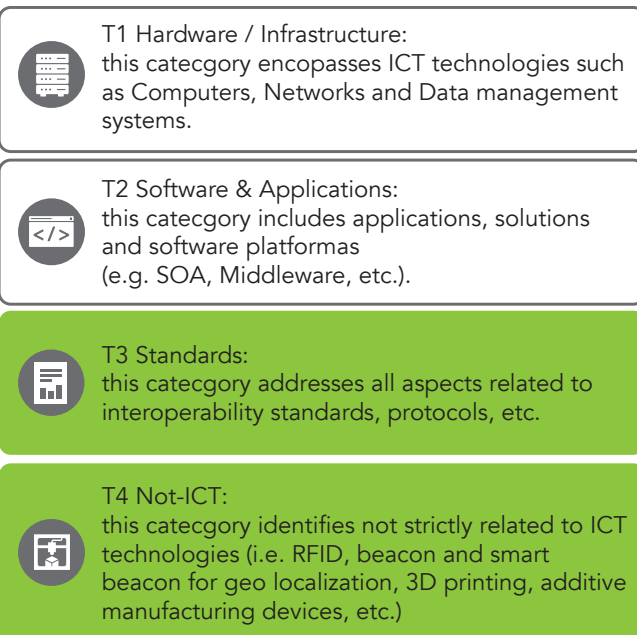 T1 Hardware / Infrastructure:
this catecgory encopasses ICT technologies such
as Computers, Networks and Data management
systems.
</>
T2 Software & Applications:
this catecgory includes applications, solutions
and software platformas
(e.g. SOA, Middleware, etc.).
T3 Standards:
this catecgory addresses all aspects related to
interoperability standards, protocols, etc.
T4 Not-ICT:
this catecgory identifies not strictly related to ICT
technologies (i.e. RFID, beacon and smart
beacon for geo localization, 3D printing, additive
manufacturing devices, etc.)